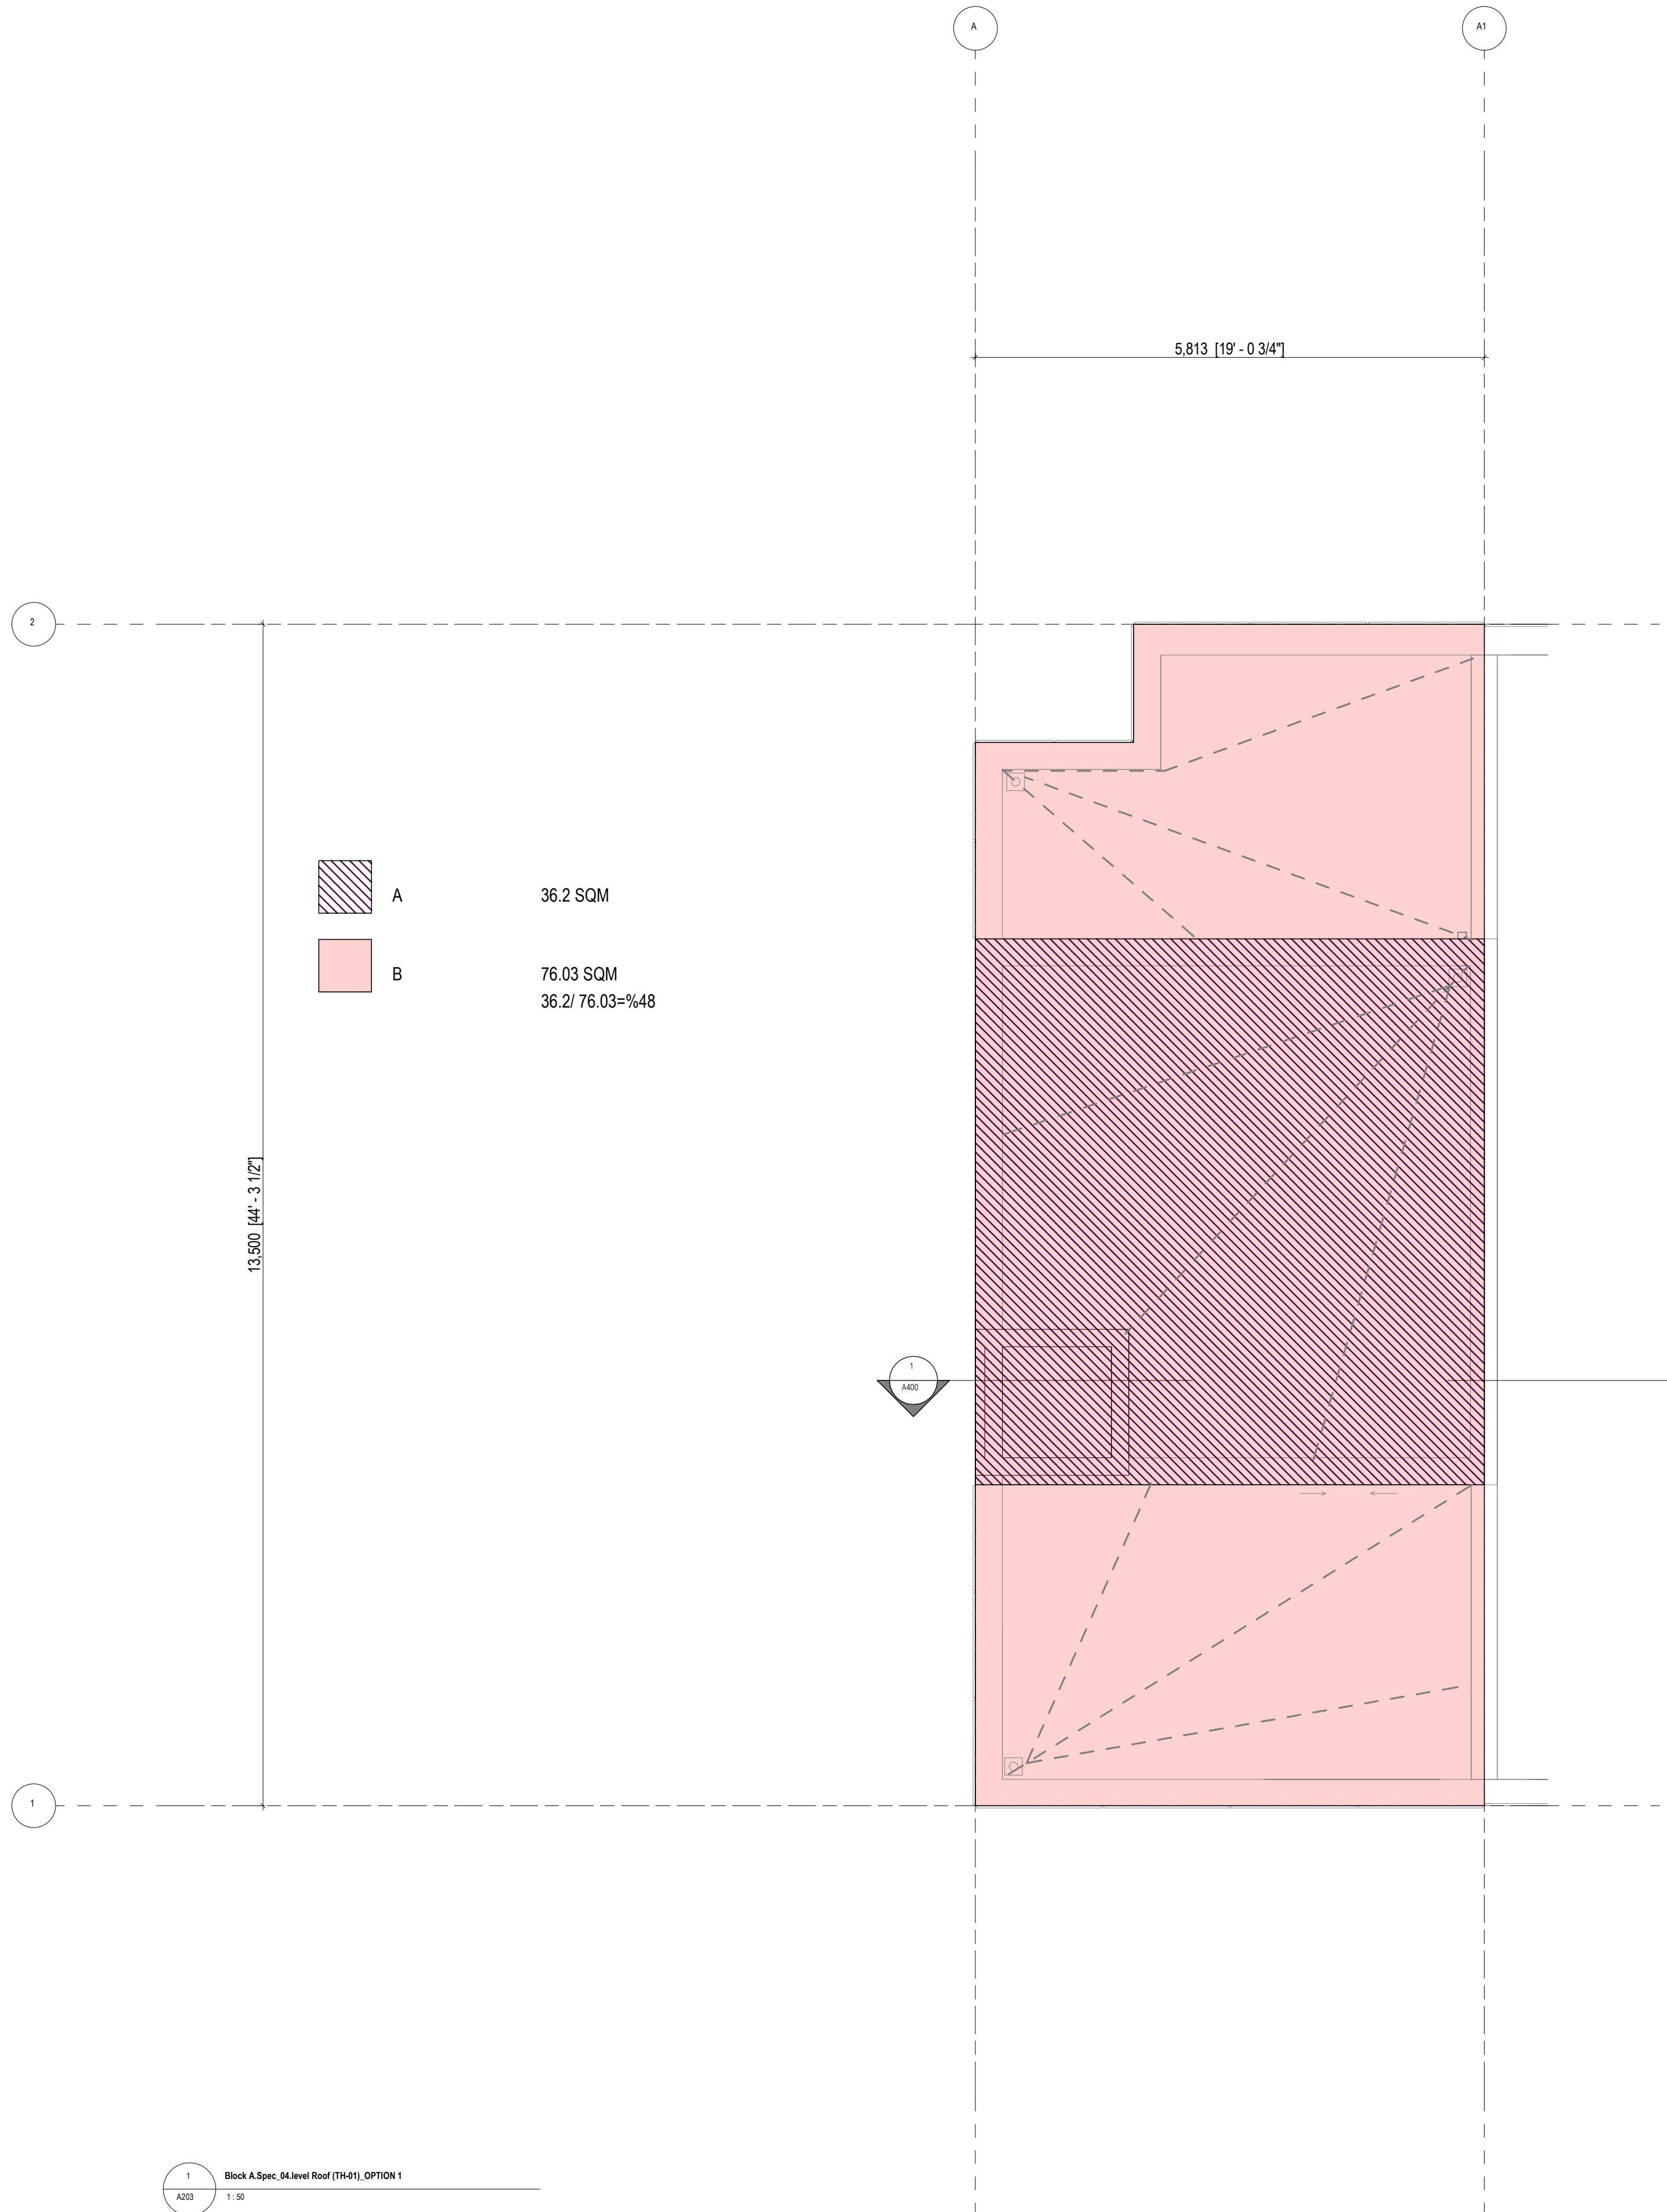 A
A1
5,813 [19' - 0 3/4"]
2
A 36.2 SQM
B 76.03 SQM
36.2/ 76.03=%48
13,500 [44' - 3 1/2"]
1
A400
1
1
Block A.Spec_04.level Roof (TH-01)_OPTION 1
A203
1 : 50